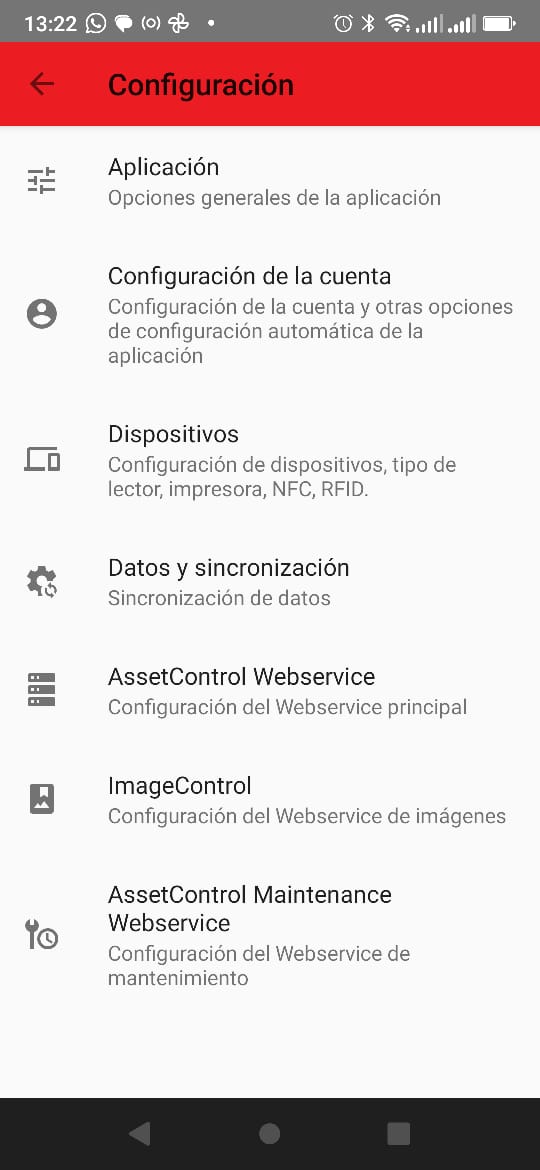 13:22
Configuración
Aplicación
Opciones generales de la aplicación
Configuración de la cuenta
Configuración de la cuenta y otras opciones
de configuración automática de la
aplicación
Dispositivos
Configuración de dispositivos, tipo de
lector, impresora, NFC, RFID.
Datos y sincronización
Sincronización de datos
AssetControl Webservice
Configuración del Webservice principal
ImageControl
Configuración del Webservice de imágenes
AssetControl Maintenance
Webservice
Configuración del Webservice de
mantenimiento